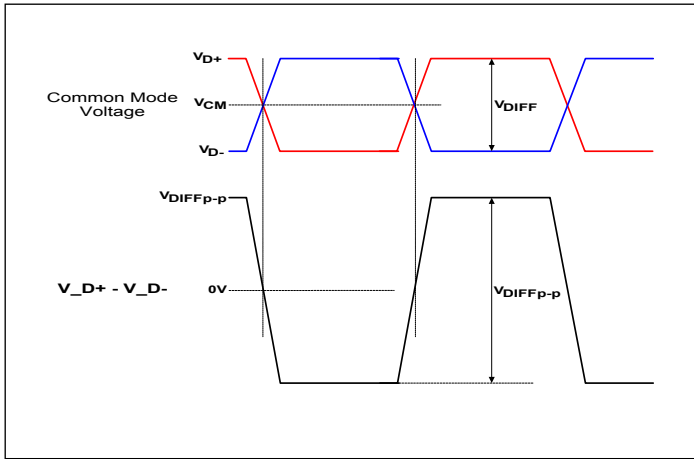 VD+
Common Mode
Voltage
VCM
VDIFF
VD-
VDIFFp-p
V_D+ - V_D-
0V
VDIFFp-p